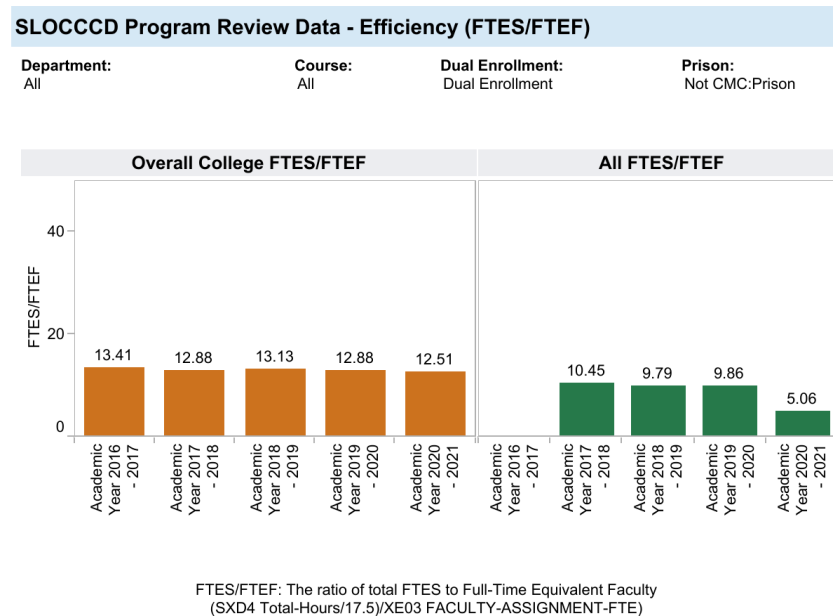 SLOCCCD Program Review Data - Efficiency (FTES/FTEF)
Department: Course: Dual Enrollment: Prison:
All All Dual Enrollment Not CMC:Prison
Overall College FTES/FTEF All FTES/FTEF
FTES/FTEF
40
20
0
13.41 12.88 13.13 12.88 12.51
10.45 9.79 9.86 5.06
Academic
Year 2016
- 2017
Academic
Year 2017
- 2018
Academic
Year 2018
- 2019
Academic
Year 2019
- 2020
Academic
Year 2020
- 2021
Academic
Year 2016
- 2017
Academic
Year 2017
- 2018
Academic
Year 2018
- 2019
Academic
Year 2019
- 2020
Academic
Year 2020
- 2021
FTES/FTEF: The ratio of total FTES to Full-Time Equivalent Faculty
(SXD4 Total-Hours/17.5)/XE03 FACULTY-ASSIGNMENT-FTE)